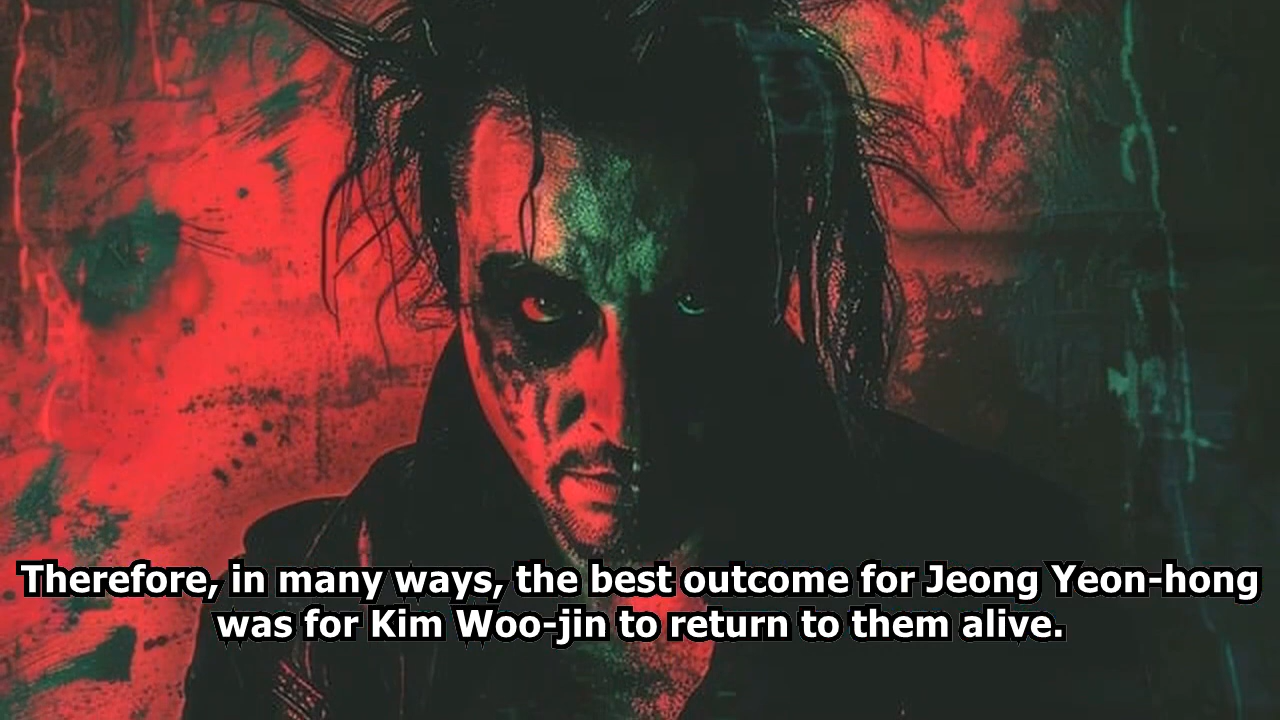 Therefore, in many ways, the best outcome for Jeong Yeon-hong
was for Kim Woo-jin to return to them alive.